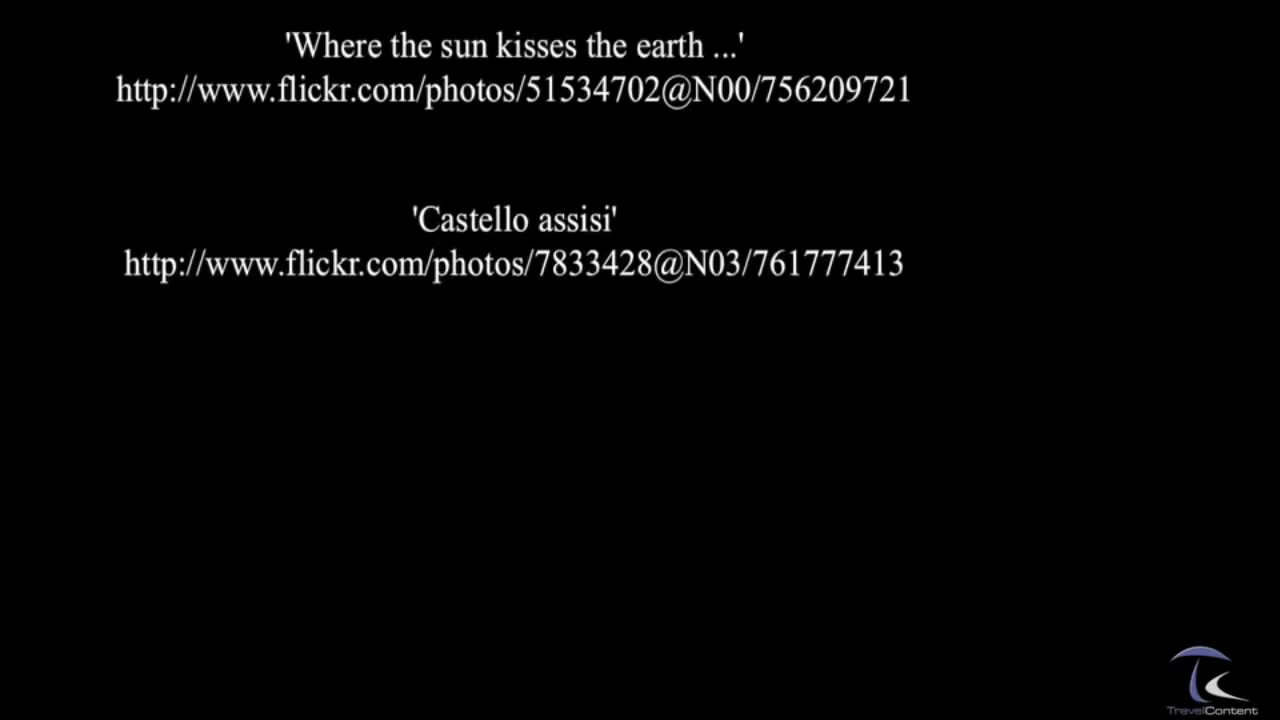 'Where the sun kisses the earth ...'
http://www.flickr.com/photos/51534702@N00/756209721
'Castello assisi'
http://www.flickr.com/photos/7833428@N03/761777413
TravelContent